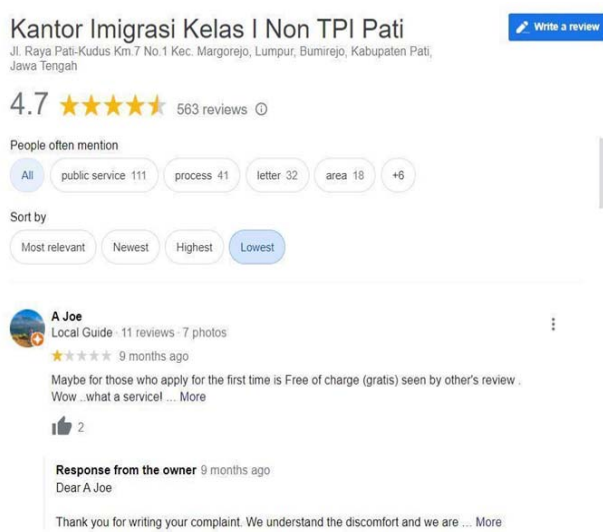 Kantor Imigrasi Kelas I Non TPI Pati
Write a review
Jl. Raya Pati-Kudus Km.7 No.1 Kec. Margorejo, Lumpur, Bumirejo, Kabupaten Pati,
Jawa Tengah
4.7 563 reviews
People often mention
All public service 111 process 41 letter 32 area 18 +6
Sort by
Most relevant Newest Highest Lowest
A Joe
Local Guide · 11 reviews · 7 photos
9 months ago
Maybe for those who apply for the first time is Free of charge (gratis) seen by other's review .
Wow ..what a service! ... More
2
Response from the owner 9 months ago
Dear A Joe
Thank you for writing your complaint. We understand the discomfort and we are ... More